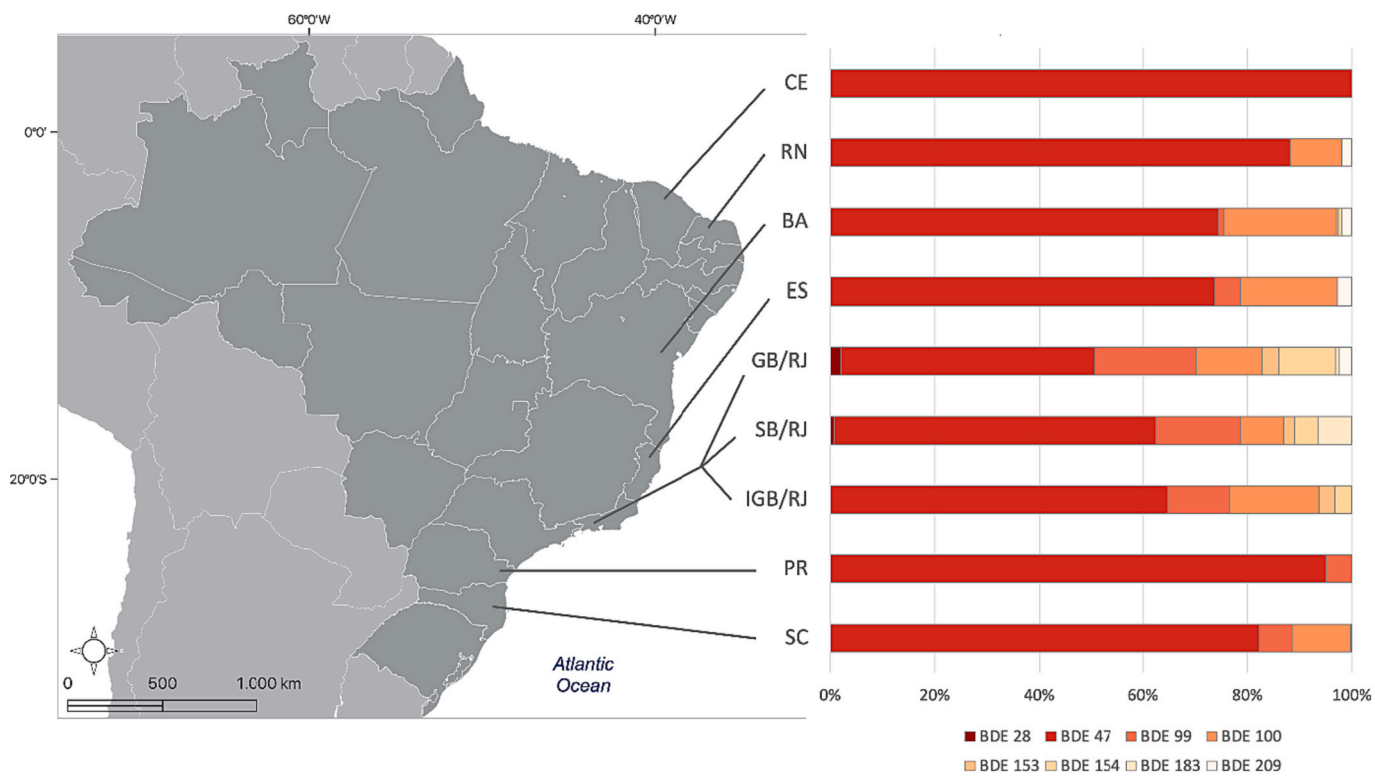 60°0'W 40°0'W
0°0'
20°0'S
CE
RN
BA
ES
GB/RJ
SB/RJ
IGB/RJ
PR
SC
Atlantic
Ocean
0 500 1.000 km
0% 20% 40% 60% 80% 100%
BDE 28 BDE 47 BDE 99 BDE 100
BDE 153 BDE 154 BDE 183 BDE 209